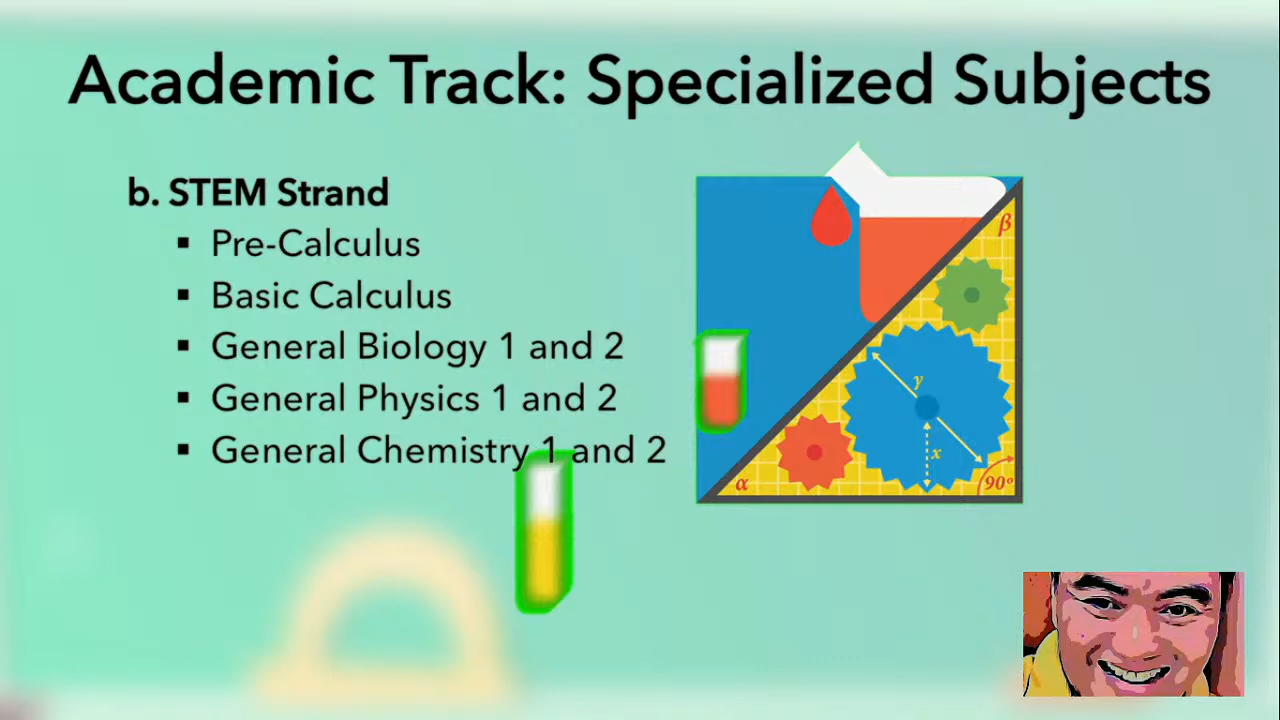 Academic Track: Specialized Subjects
b. STEM Strand
▪ Pre-Calculus
▪ Basic Calculus
▪ General Biology 1 and 2
▪ General Physics 1 and 2
▪ General Chemistry 1 and 2
β
y
x
α
90°